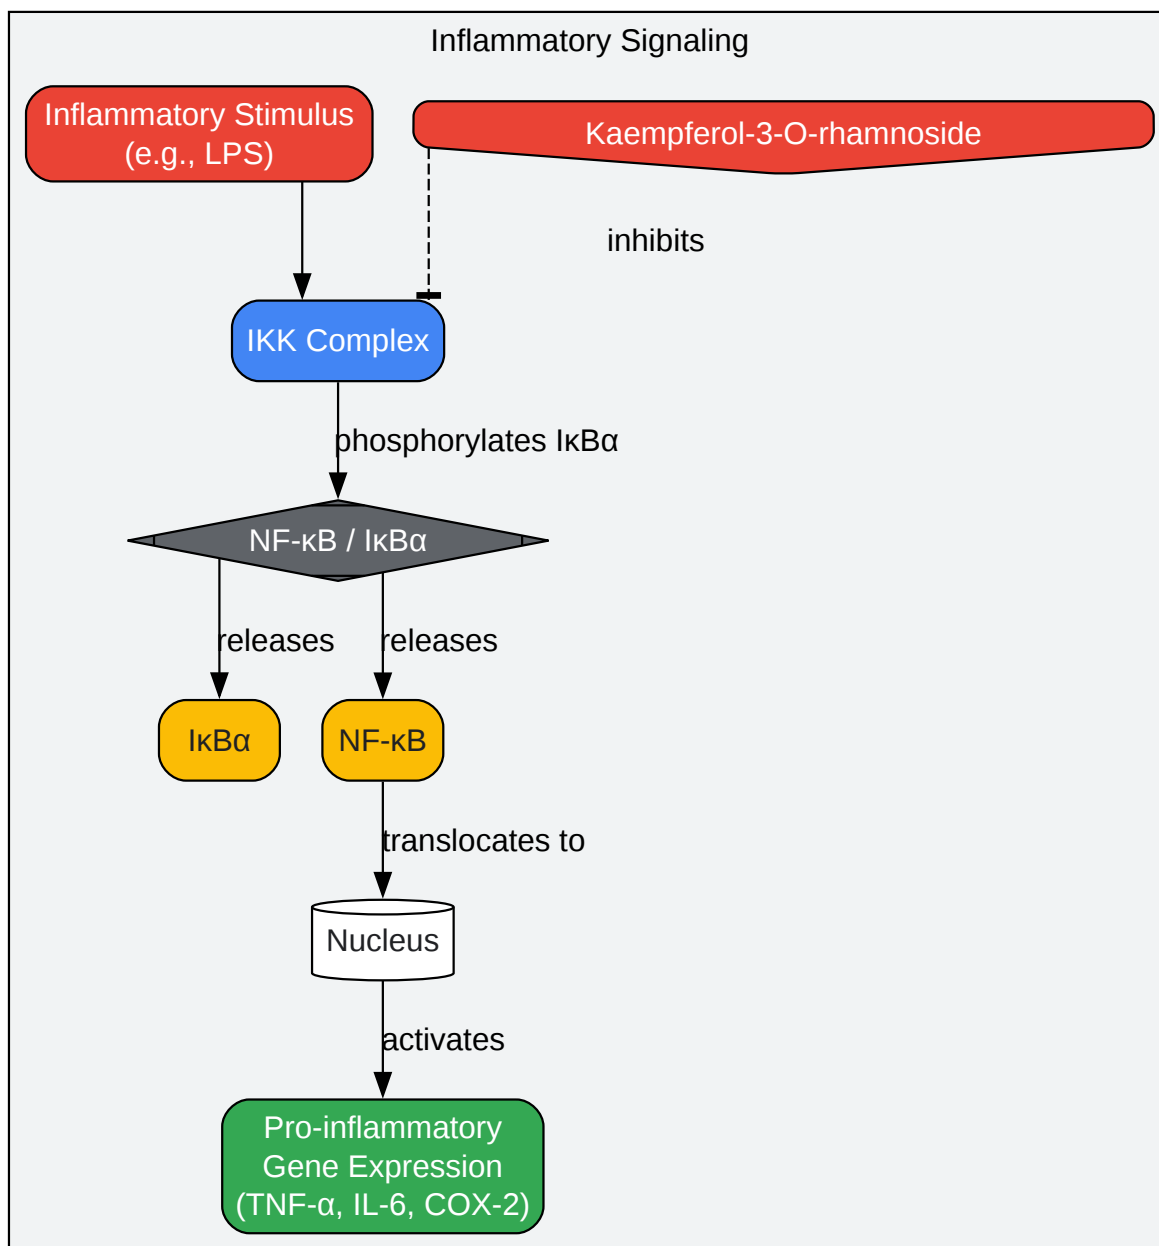 Inflammatory Signaling
Inflammatory Stimulus
(e.g., LPS)
Kaempferol-3-O-rhamnoside
inhibits
IKK Complex
phosphorylates IκBα
NF-κB / IκBα
releases
releases
IκBα
NF-κB
translocates to
Nucleus
activates
Pro-inflammatory
Gene Expression
(TNF-α, IL-6, COX-2)